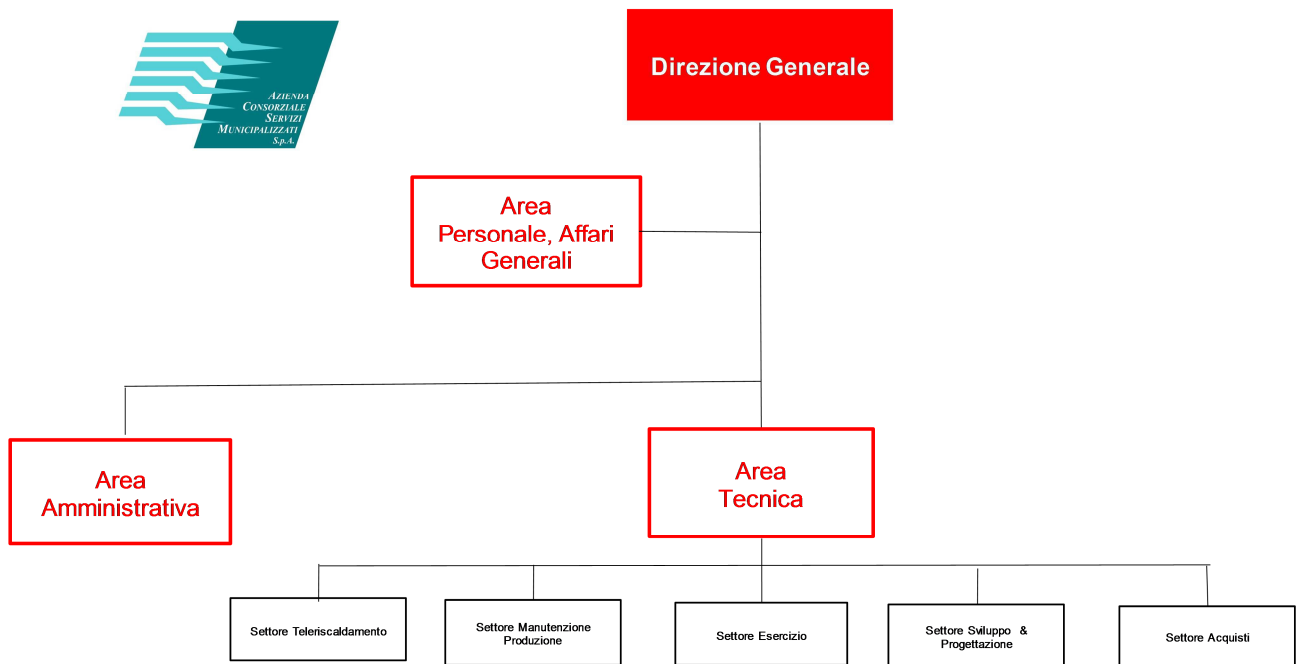 AZIENDA
CONSORZIALE
SERVIZI
MUNICIPALIZZATI
S.p.A.
Direzione Generale
Area
Personale, Affari
Generali
Area
Amministrativa
Area
Tecnica
Settore Teleriscaldamento
Settore Manutenzione
Produzione
Settore Esercizio
Settore Sviluppo &
Progettazione
Settore Acquisti